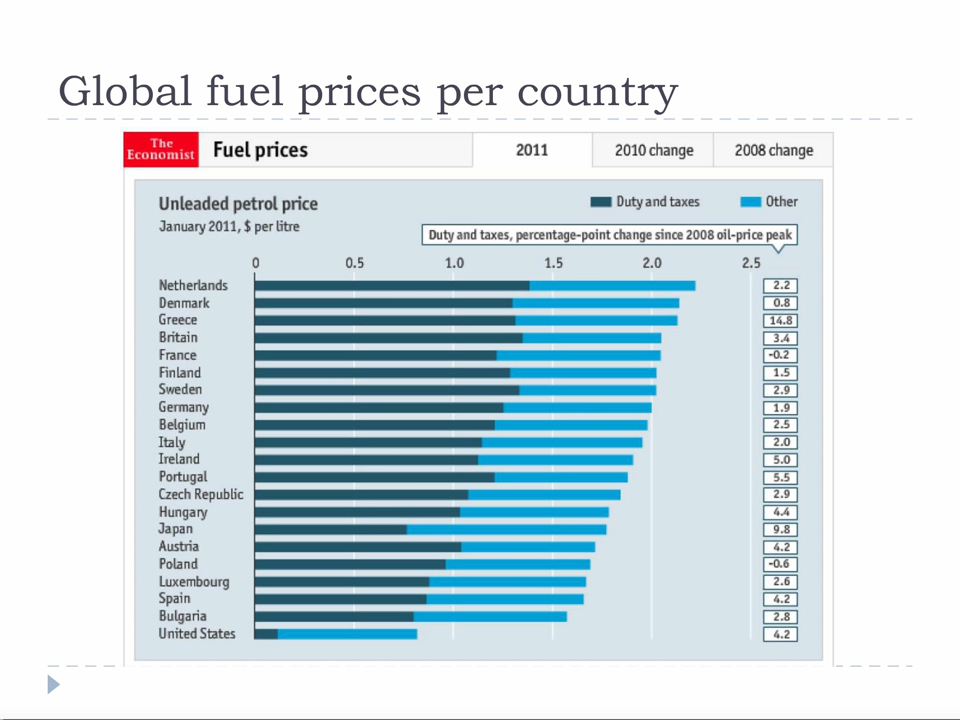 Global fuel prices per country
The
Economist
Fuel prices
2011
2010 change
2008 change
Unleaded petrol price
January 2011, $ per litre
Duty and taxes
Other
Duty and taxes, percentage-point change since 2008 oil-price peak
0 0.5 1.0 1.5 2.0 2.5
Netherlands 2.2
Denmark 0.8
Greece 14.8
Britain 3.4
France -0.2
Finland 1.5
Sweden 2.9
Germany 1.9
Belgium 2.5
Italy 2.0
Ireland 5.0
Portugal 5.5
Czech Republic 2.9
Hungary 4.4
Japan 9.8
Austria 4.2
Poland -0.6
Luxembourg 2.6
Spain 4.2
Bulgaria 2.8
United States 4.2